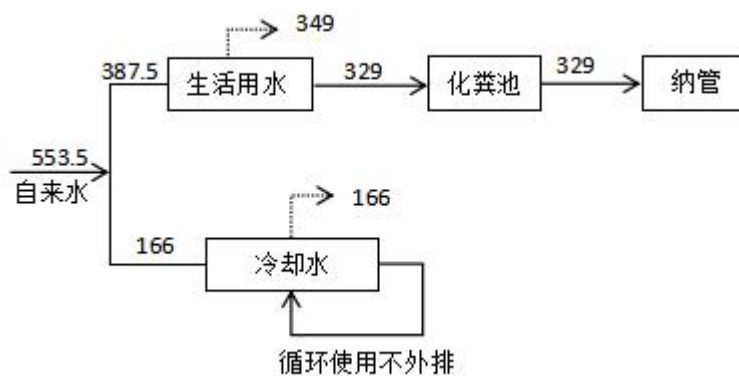 349
387.5 生活用水 329 化粪池 329 纳管
553.5
自来水
166
166 冷却水
循环使用不外排